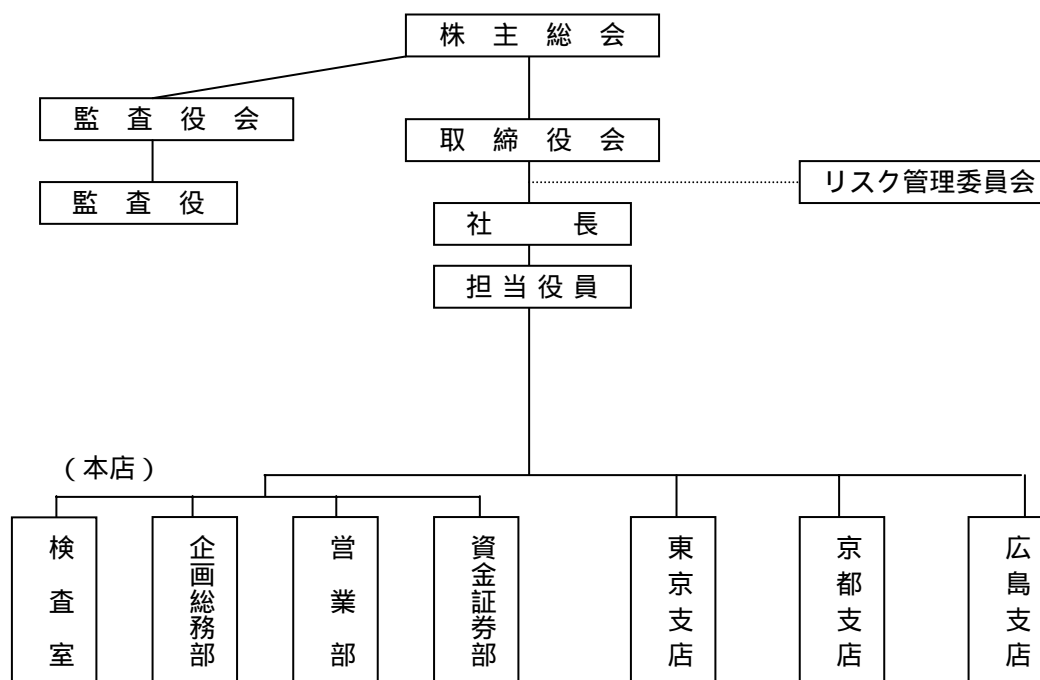 株主総会
監査役会
取締役会
リスク管理委員会
監査役
社長
担当役員
（本店）
検査室
企画総務部
営業部
資金証券部
東京支店
京都支店
広島支店